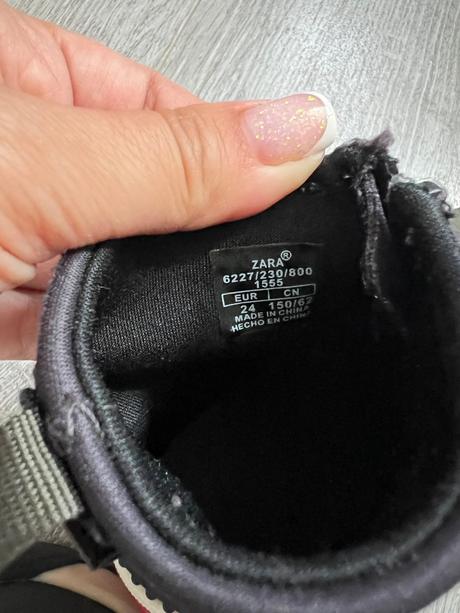 ZARA®
6227/230/800
1555
EUR CN
24 150/62
MADE IN CHINA
HECHO EN CHINA